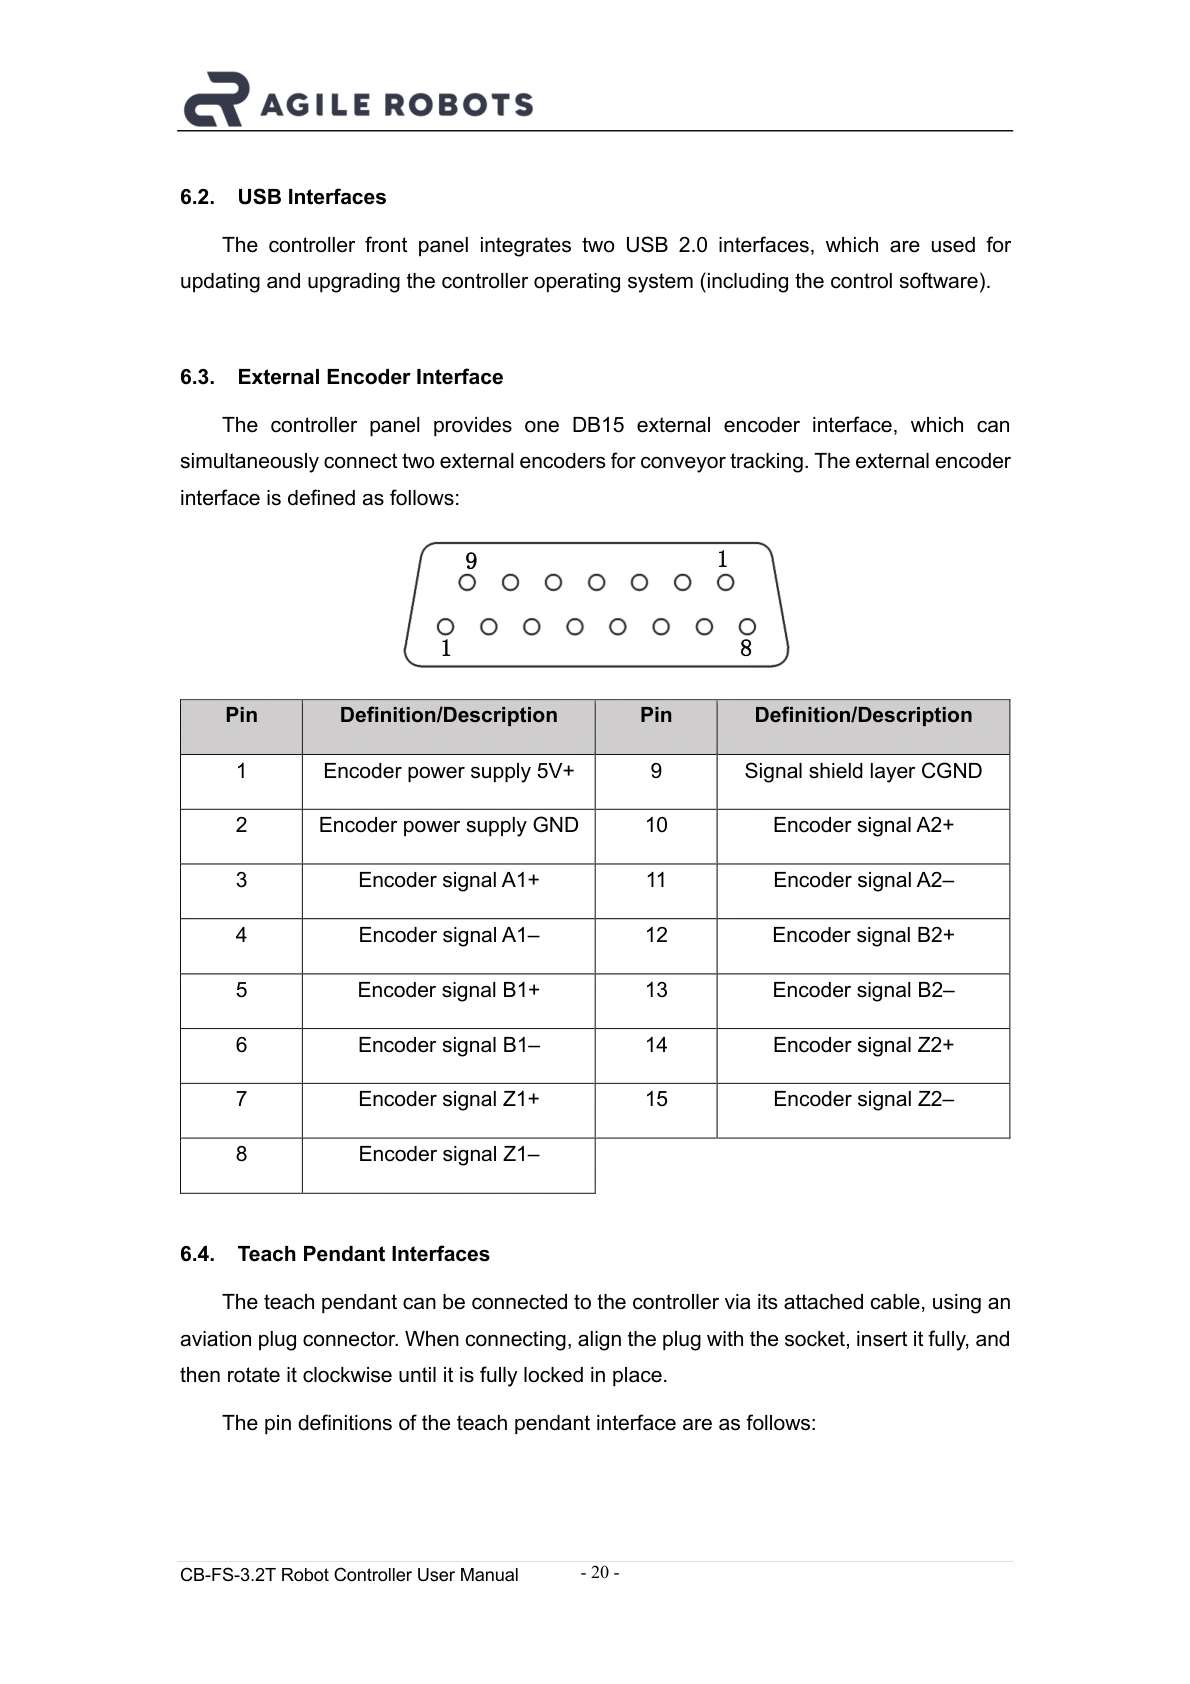 AGILE ROBOTS
6.2. USB Interfaces
The controller front panel integrates two USB 2.0 interfaces, which are used for
updating and upgrading the controller operating system (including the control software).
6.3. External Encoder Interface
The controller panel provides one DB15 external encoder interface, which can
simultaneously connect two external encoders for conveyor tracking. The external encoder
interface is defined as follows:
9 1
1 8
Pin Definition/Description Pin Definition/Description
1 Encoder power supply 5V+ 9 Signal shield layer CGND
2 Encoder power supply GND 10 Encoder signal A2+
3 Encoder signal A1+ 11 Encoder signal A2–
4 Encoder signal A1– 12 Encoder signal B2+
5 Encoder signal B1+ 13 Encoder signal B2–
6 Encoder signal B1– 14 Encoder signal Z2+
7 Encoder signal Z1+ 15 Encoder signal Z2–
8 Encoder signal Z1–
6.4. Teach Pendant Interfaces
The teach pendant can be connected to the controller via its attached cable, using an
aviation plug connector. When connecting, align the plug with the socket, insert it fully, and
then rotate it clockwise until it is fully locked in place.
The pin definitions of the teach pendant interface are as follows:
CB-FS-3.2T Robot Controller User Manual - 20 -